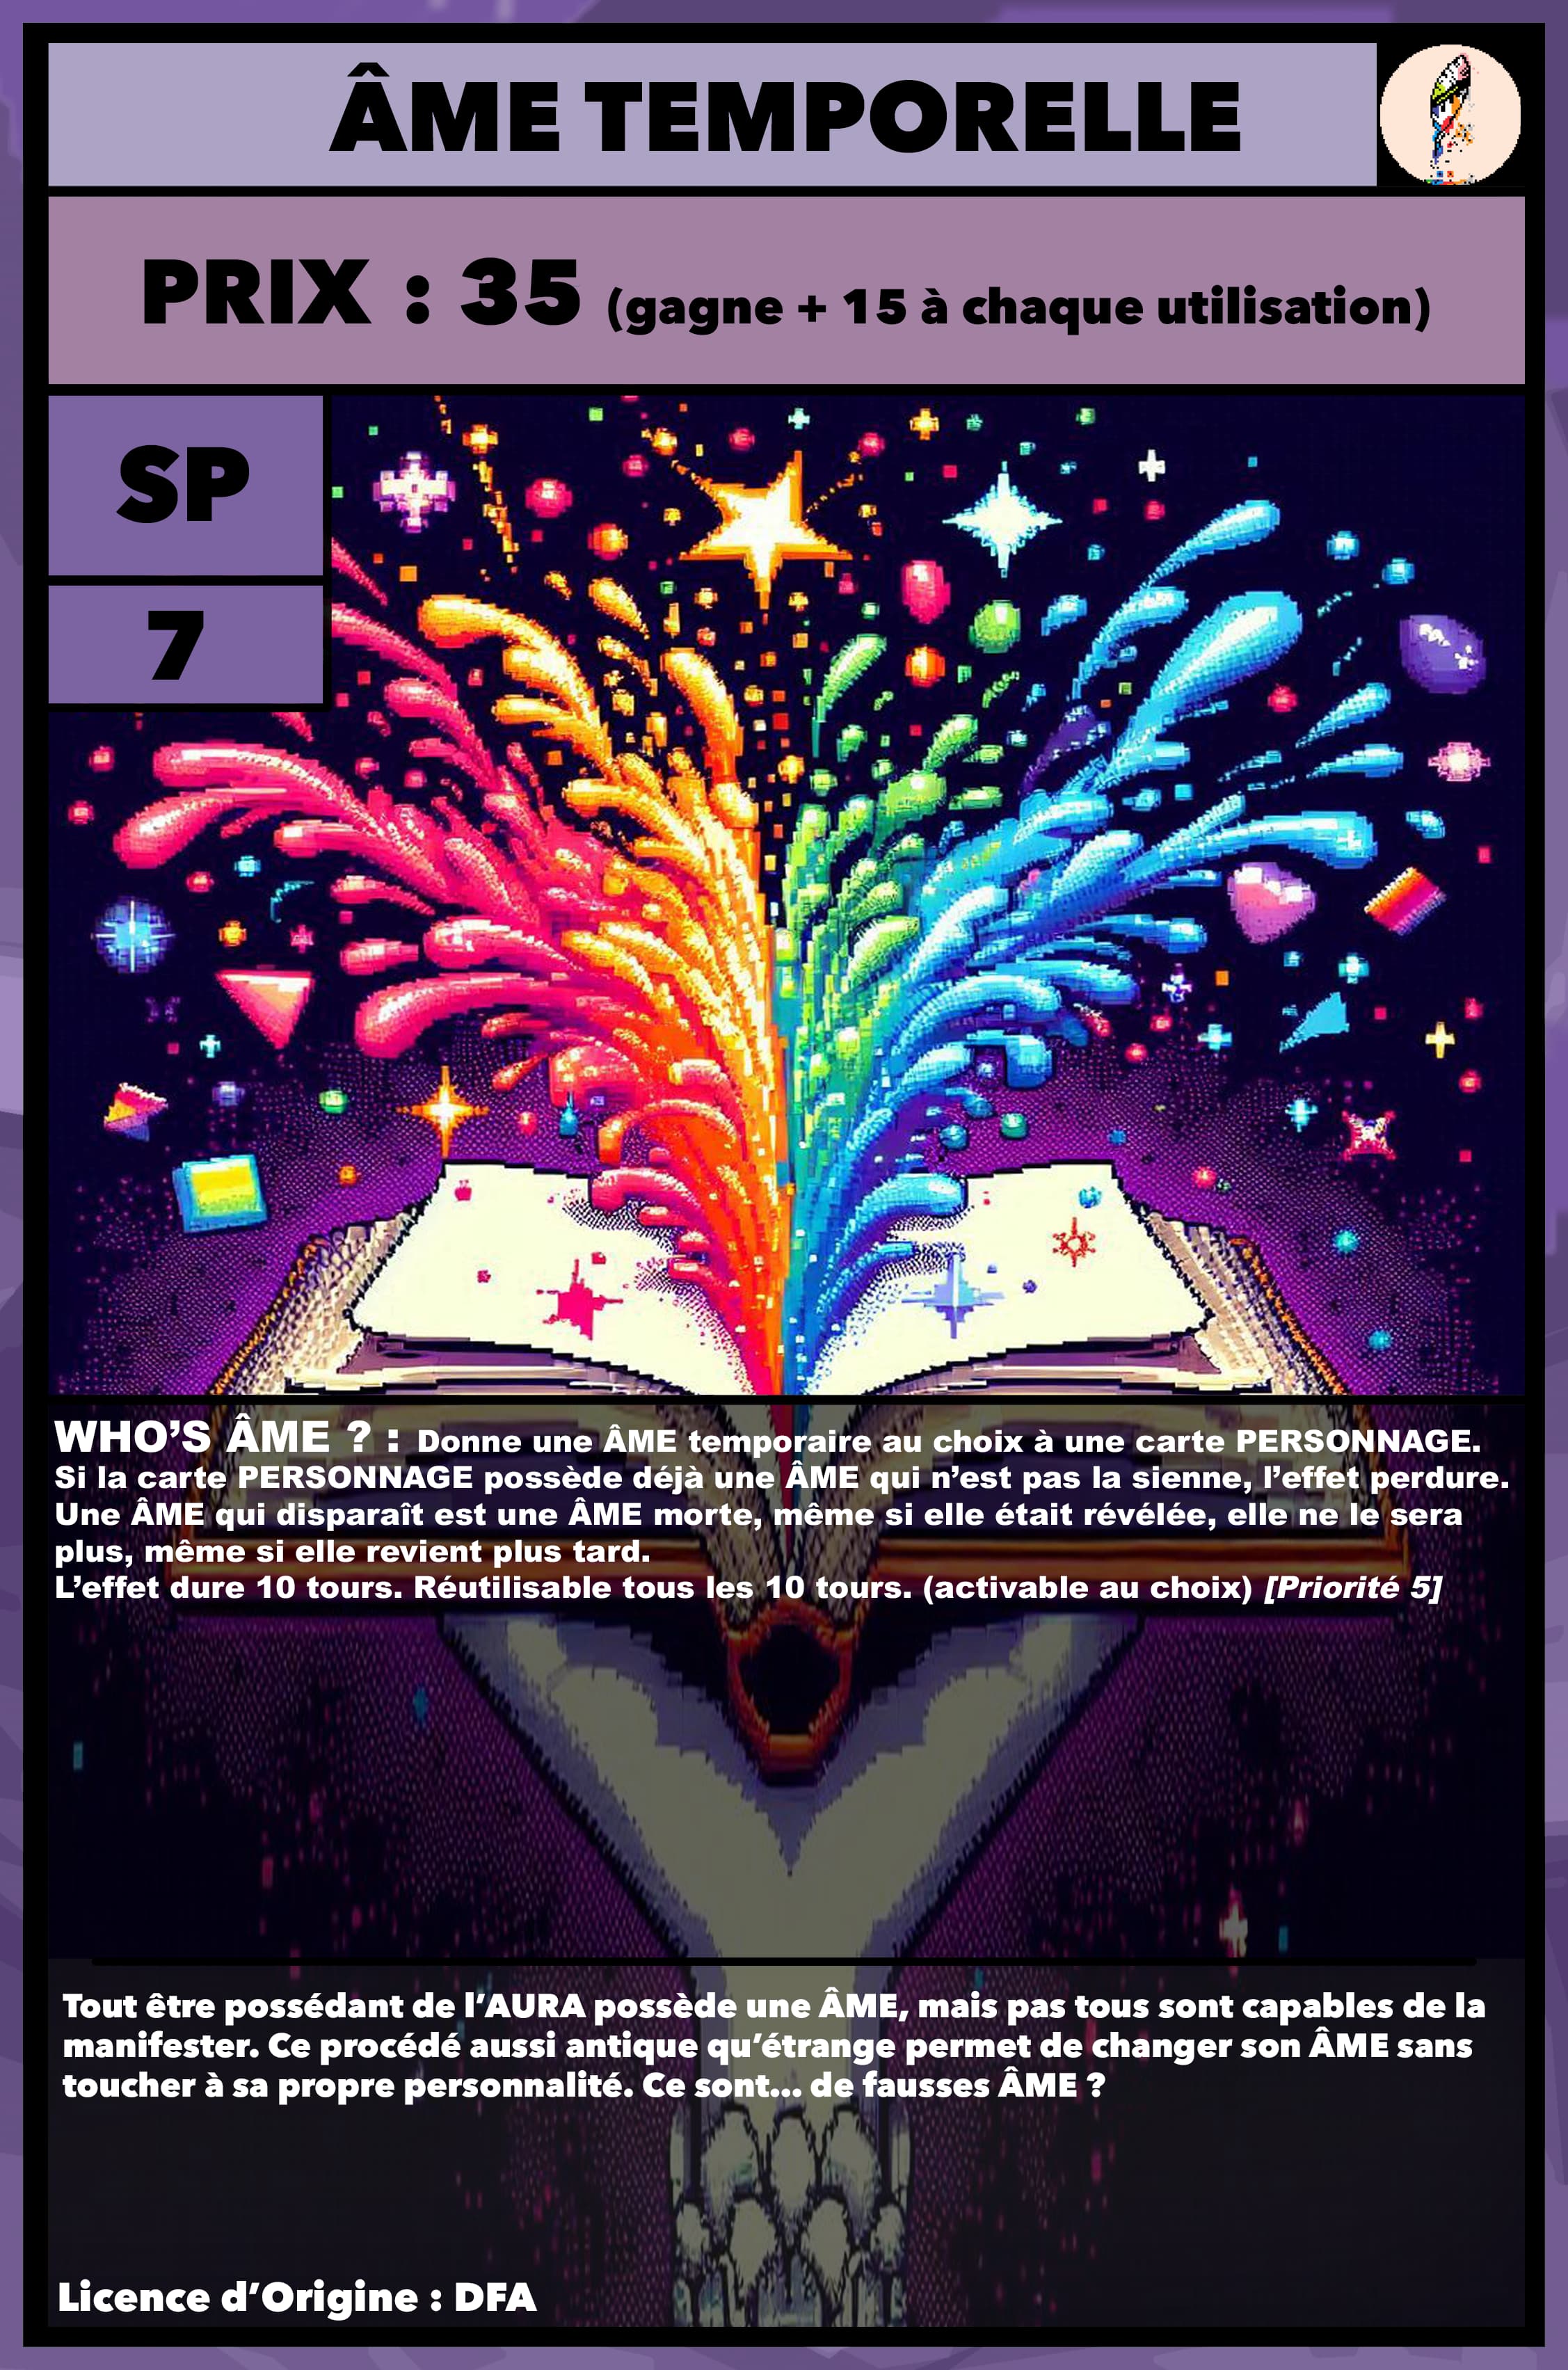 ÂME TEMPORELLE
PRIX : 35 (gagne + 15 à chaque utilisation)
SP
7
WHO’S ÂME ? : Donne une ÂME temporaire au choix à une carte PERSONNAGE.
Si la carte PERSONNAGE possède déjà une ÂME qui n’est pas la sienne, l’effet perdure.
Une ÂME qui disparaît est une ÂME morte, même si elle était révélée, elle ne le sera
plus, même si elle revient plus tard.
L’effet dure 10 tours. Réutilisable tous les 10 tours. (activable au choix) [Priorité 5]
Tout être possédant de l’AURA possède une ÂME, mais pas tous sont capables de la
manifester. Ce procédé aussi antique qu’étrange permet de changer son ÂME sans
toucher à sa propre personnalité. Ce sont... de fausses ÂME ?
Licence d’Origine : DFA